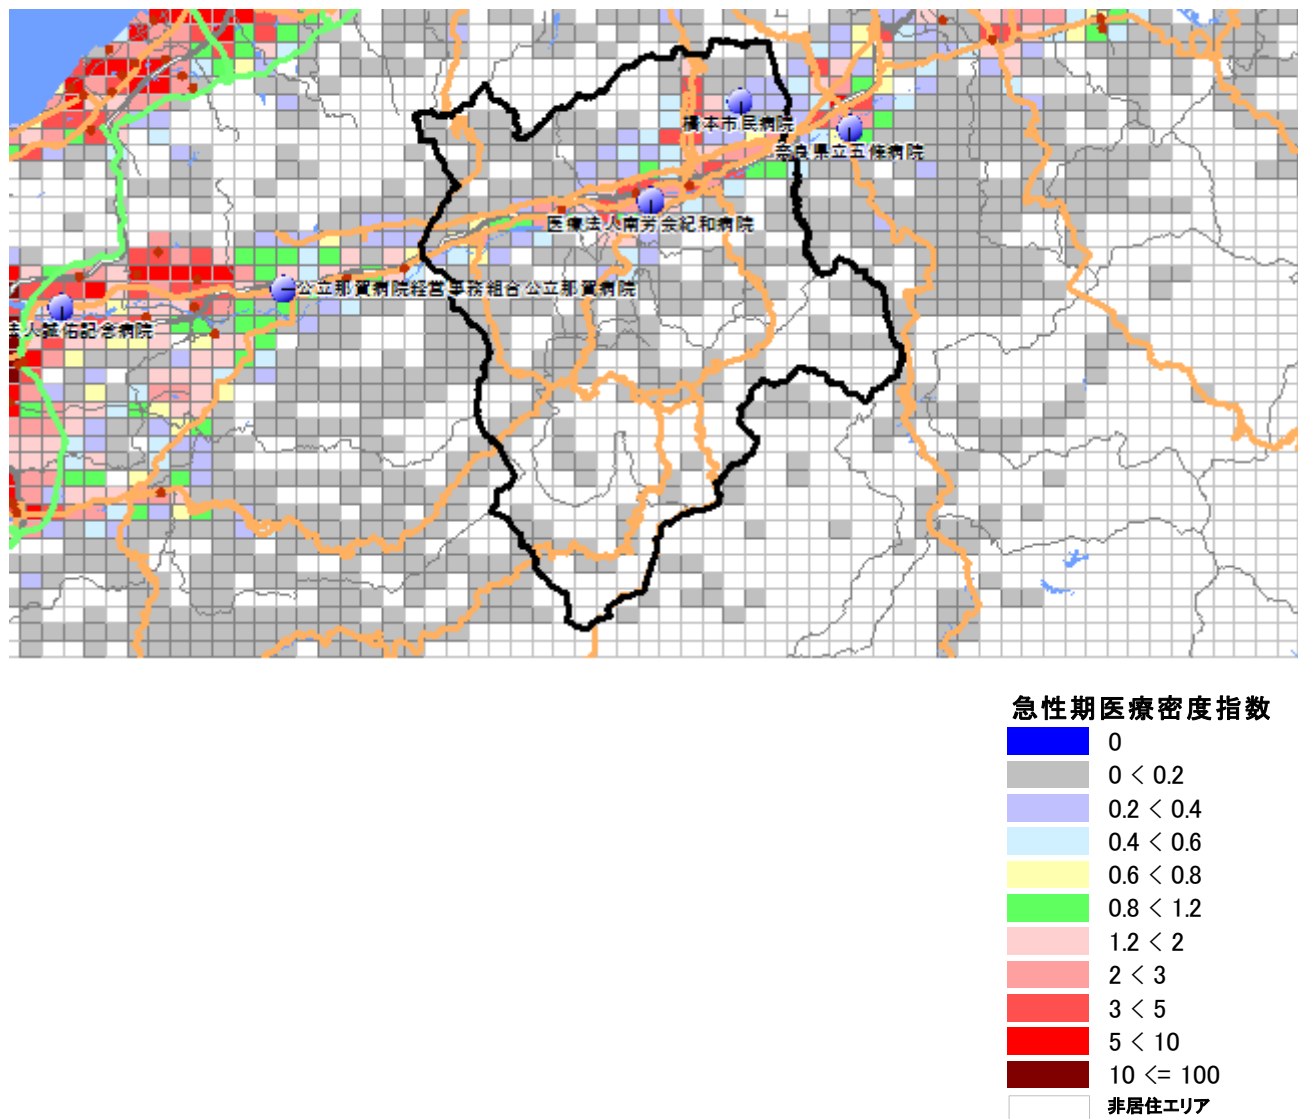 橋本市民病院
奈良県立五條病院
医療法人南労会紀和病院
公立那賀病院経営事務組合公立那賀病院
法人誠佑記念病院
急性期医療密度指数
0
0 < 0.2
0.2 < 0.4
0.4 < 0.6
0.6 < 0.8
0.8 < 1.2
1.2 < 2
2 < 3
3 < 5
5 < 10
10 <= 100
非居住エリア